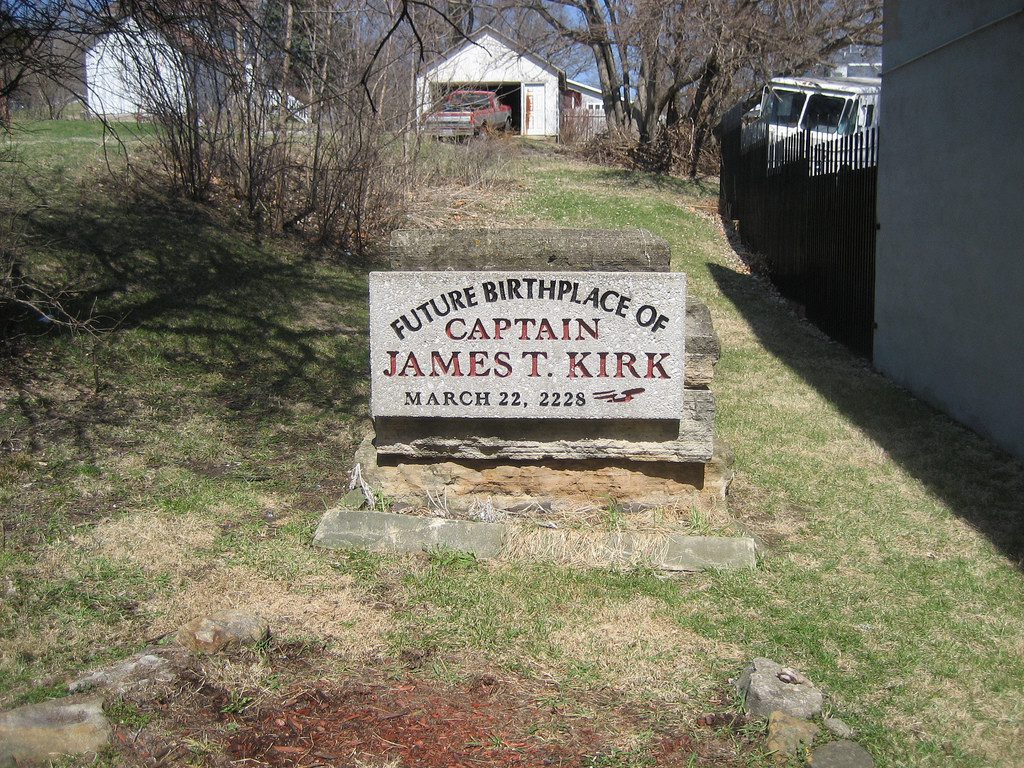 FUTURE BIRTHPLACE OF
CAPTAIN
JAMES T. KIRK
MARCH 22, 2228